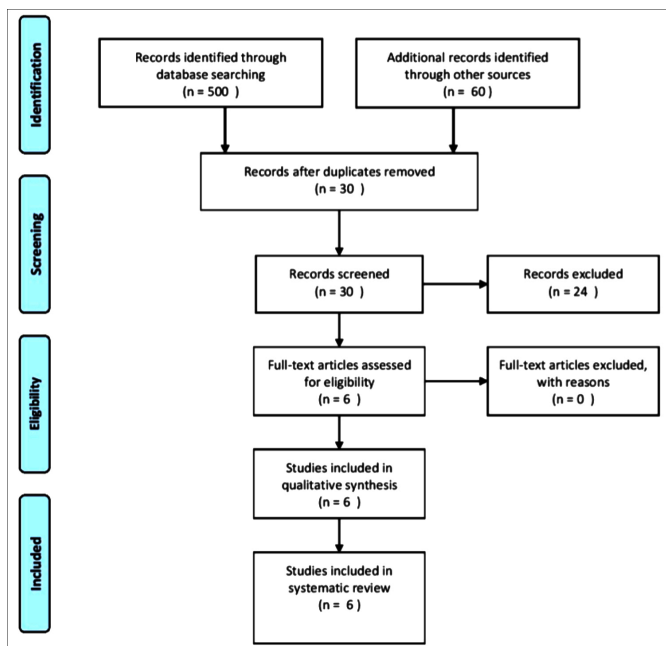 Identification
Records identified through
database searching
(n = 500 )
Additional records identified
through other sources
(n = 60 )
Records after duplicates removed
(n = 30 )
Screening
Records screened
(n = 30 )
Records excluded
(n = 24 )
Eligibility
Full-text articles assessed
for eligibility
(n = 6 )
Full-text articles excluded,
with reasons
(n = 0 )
Studies included in
qualitative synthesis
(n = 6 )
Included
Studies included in
systematic review
(n = 6 )